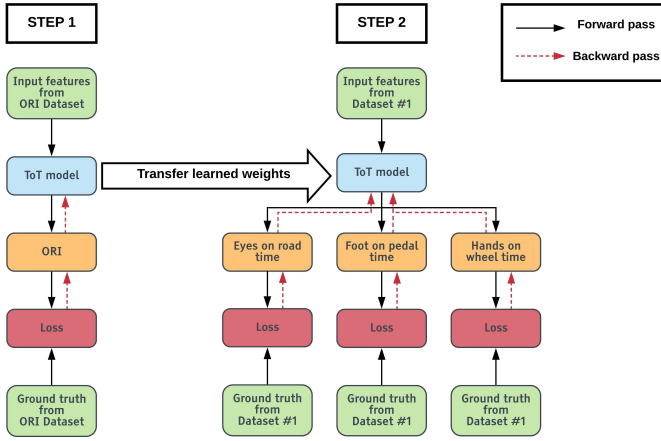 STEP 1
STEP 2
Forward pass
Backward pass
Input features
from
ORI Dataset
Input features
from
Dataset #1
ToT model
Transfer learned weights
ToT model
ORI
Eyes on road
time
Foot on pedal
time
Hands on
wheel time
Loss
Loss
Loss
Loss
Ground truth
from
ORI Dataset
Ground truth
from
Dataset #1
Ground truth
from
Dataset #1
Ground truth
from
Dataset #1